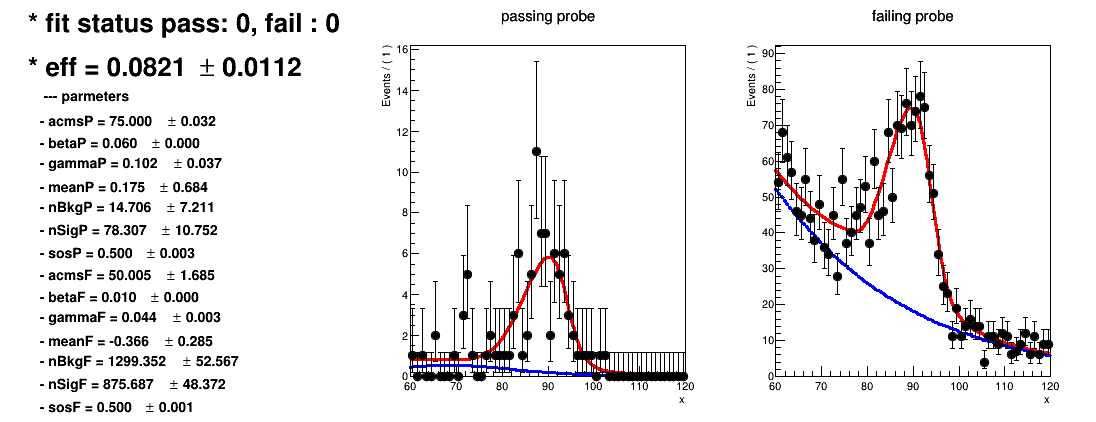 * fit status pass: 0, fail : 0
* eff = 0.0821 ± 0.0112
--- parmeters
- acmsP = 75.000 ± 0.032
- betaP = 0.060 ± 0.000
- gammaP = 0.102 ± 0.037
- meanP = 0.175 ± 0.684
- nBkgP = 14.706 ± 7.211
- nSigP = 78.307 ± 10.752
- sosP = 0.500 ± 0.003
- acmsF = 50.005 ± 1.685
- betaF = 0.010 ± 0.000
- gammaF = 0.044 ± 0.003
- meanF = -0.366 ± 0.285
- nBkgF = 1299.352 ± 52.567
- nSigF = 875.687 ± 48.372
- sosF = 0.500 ± 0.001
passing probe
Events / ( 1 )
16
14
12
10
8
6
4
2
0
60 70 80 90 100 110 120
x
failing probe
Events / ( 1 )
90
80
70
60
50
40
30
20
10
0
60 70 80 90 100 110 120
x